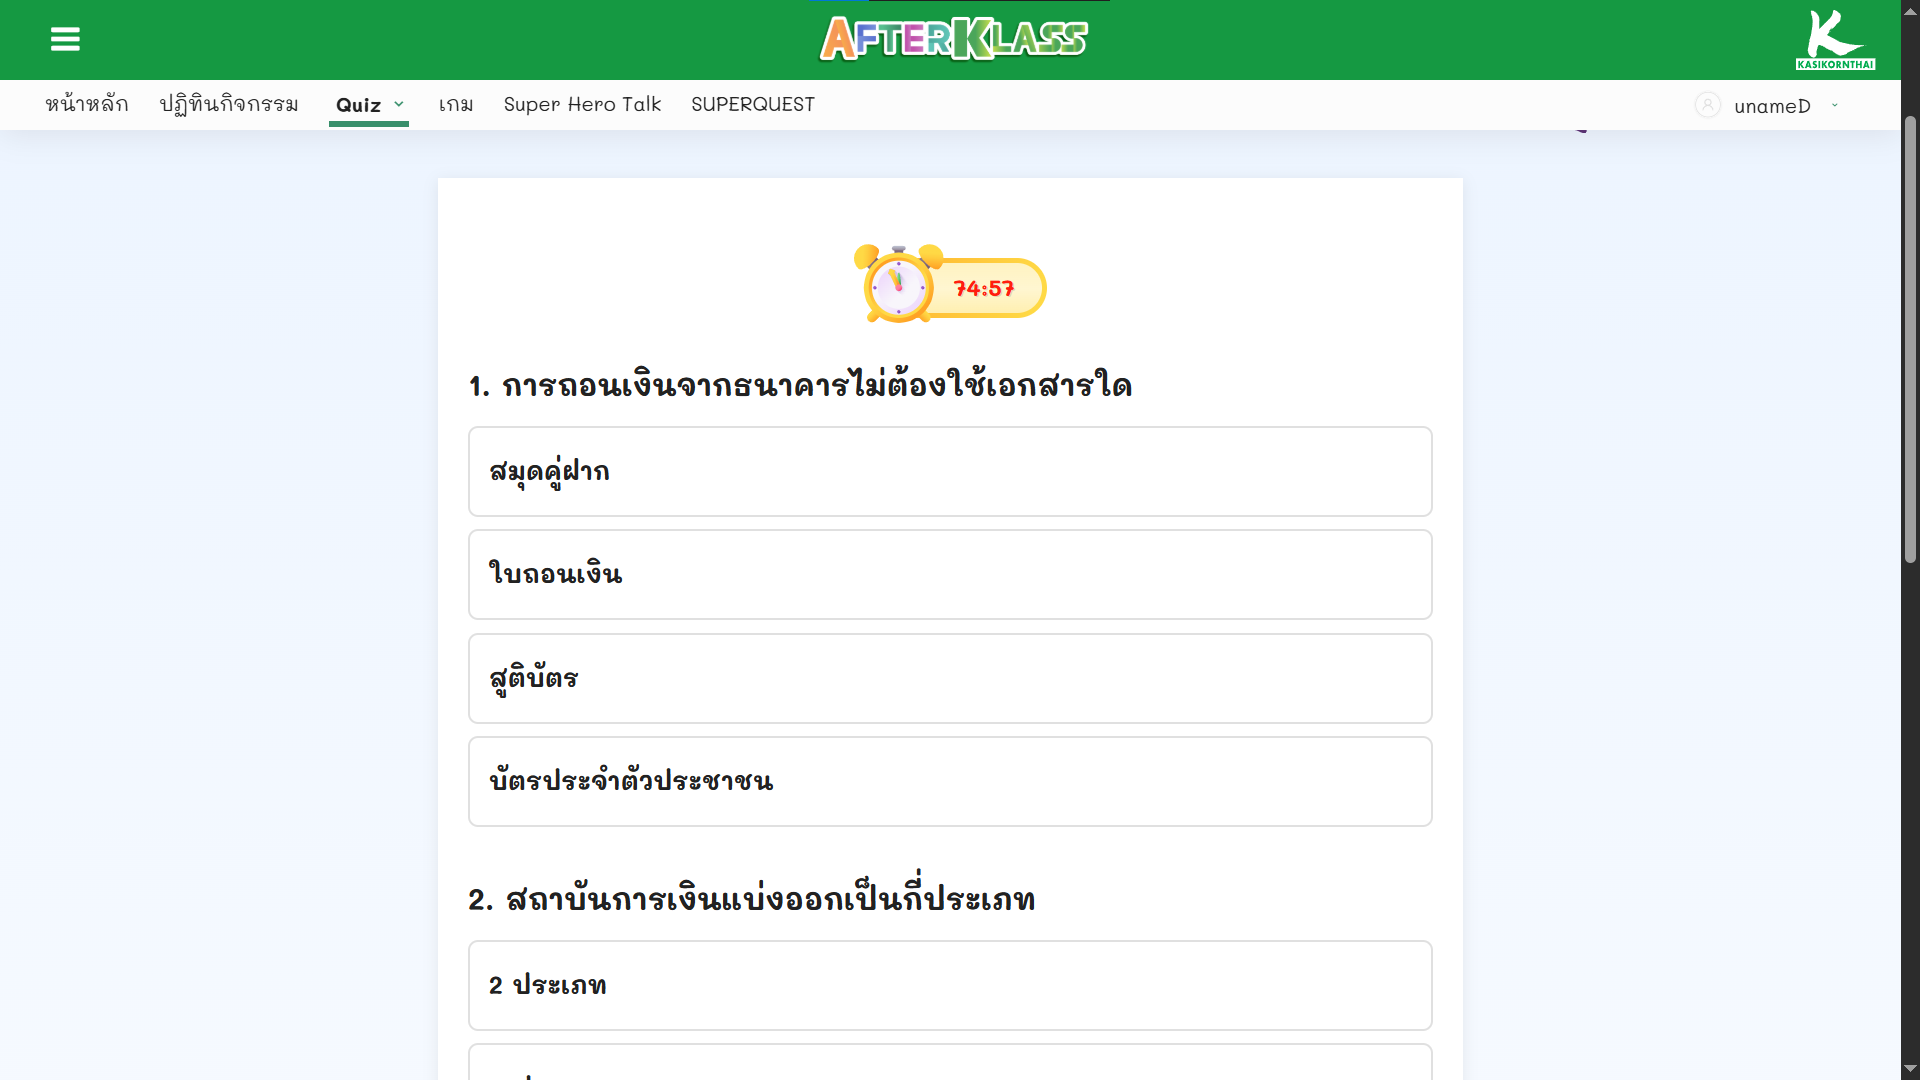 AFTERKLASS
KASIKORNTHAI
หน้าหลัก
ปฏิทินกิจกรรม
Quiz
เกม
Super Hero Talk
SUPERQUEST
unameD
74:57
1. การถอนเงินจากธนาคารไม่ต้องใช้เอกสารใด
สมุดคู่ฝาก
ใบถอนเงิน
สูติบัตร
บัตรประจำตัวประชาชน
2. สถาบันการเงินแบ่งออกเป็นกี่ประเภท
2 ประเภท